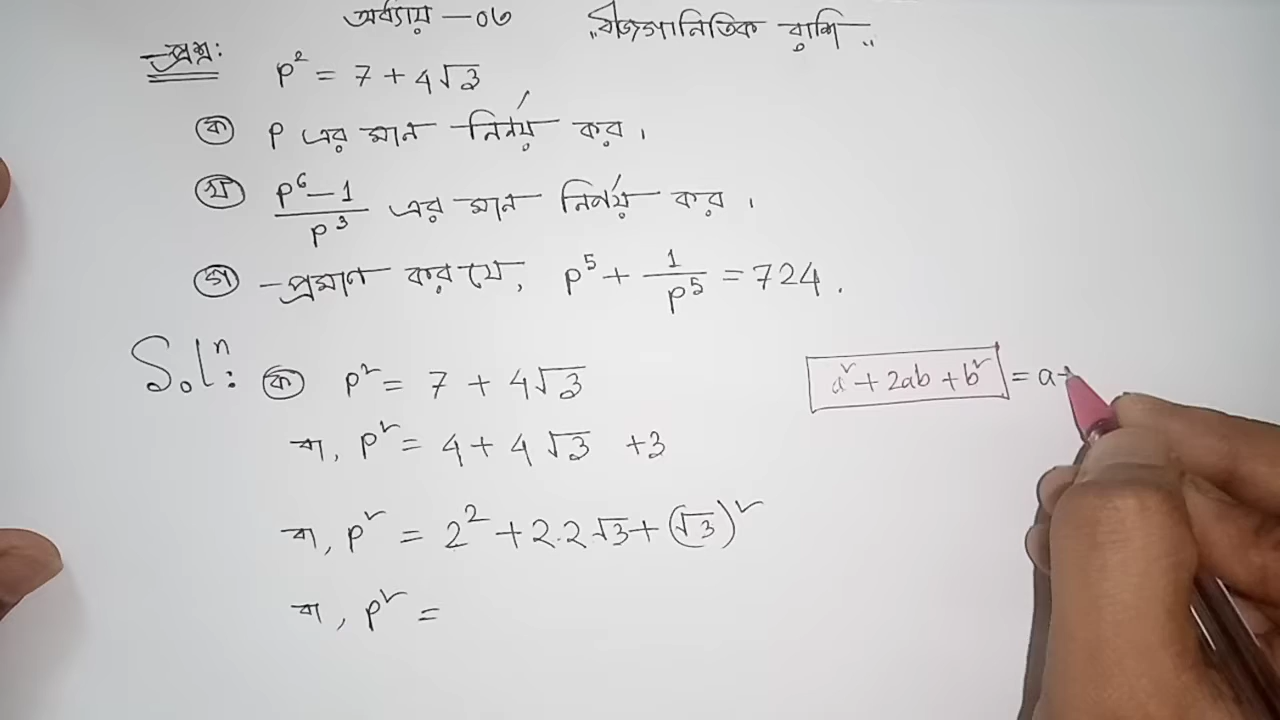 অধ্যায় —০৩ "বীজগানিতিক রাশি"
প্রশ্ন: p² = 7 + 4√3
ক p এর মান নির্ণয় কর।
খ (p⁶ – 1)/p³ এর মান নির্ণয় কর।
গ প্রমাণ কর যে, p⁵ + 1/p⁵ = 724.
Solⁿ: ক p² = 7 + 4√3
বা, p² = 4 + 4√3 + 3
বা, p² = 2² + 2.2√3 + (√3)²
বা, p² =
a² + 2ab + b² = a+